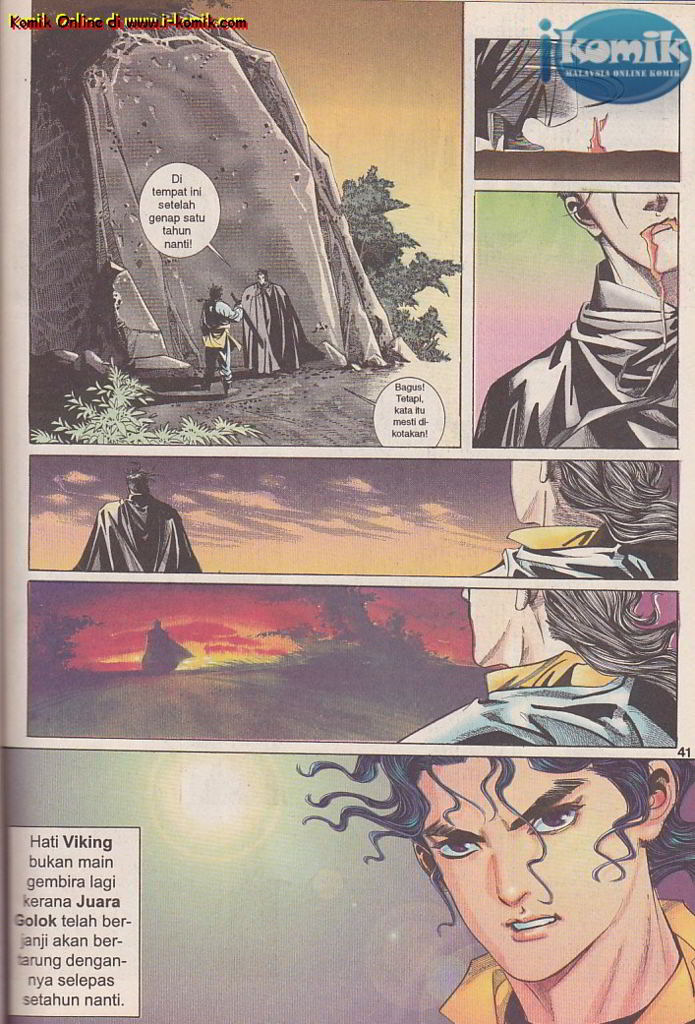 Komik Online di www.i-komik.com
ikomik
MALAYSIA ONLINE KOMIK
Di
tempat ini
setelah
genap satu
tahun
nanti!
Bagus!
Tetapi,
kata itu
mesti di-
kotakan!
41
Hati Viking
bukan main
gembira lagi
kerana Juara
Golok telah ber-
janji akan ber-
tarung dengan-
nya selepas
setahun nanti.